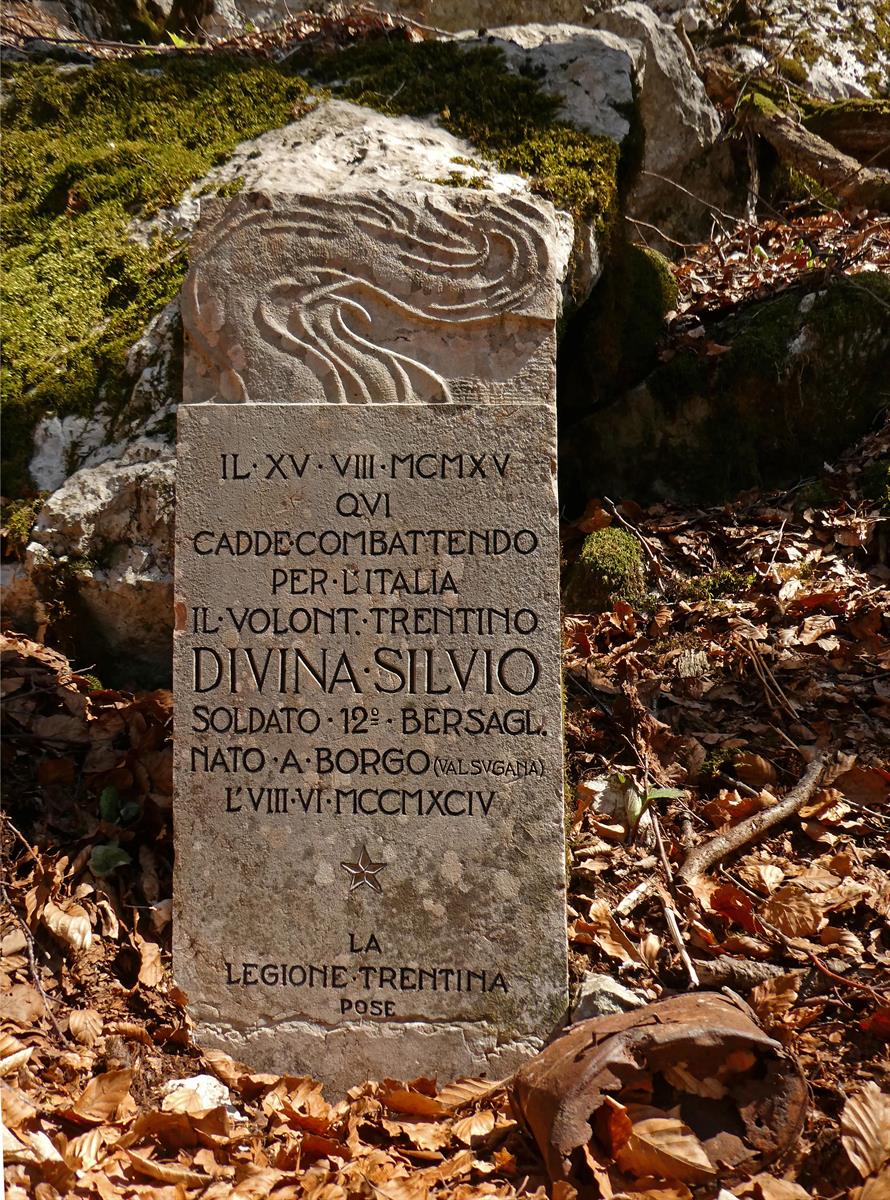 IL·XV·VIII·MCMXV
QVI
CADDE·COMBATTENDO
PER·L'ITALIA
IL·VOLONT.·TRENTINO
DIVINA·SILVIO
SOLDATO·12º·BERSAGL.
NATO·A·BORGO (VALSVGANA)
L'VIII·VI·MCCMXCIV
LA
LEGIONE·TRENTINA
POSE